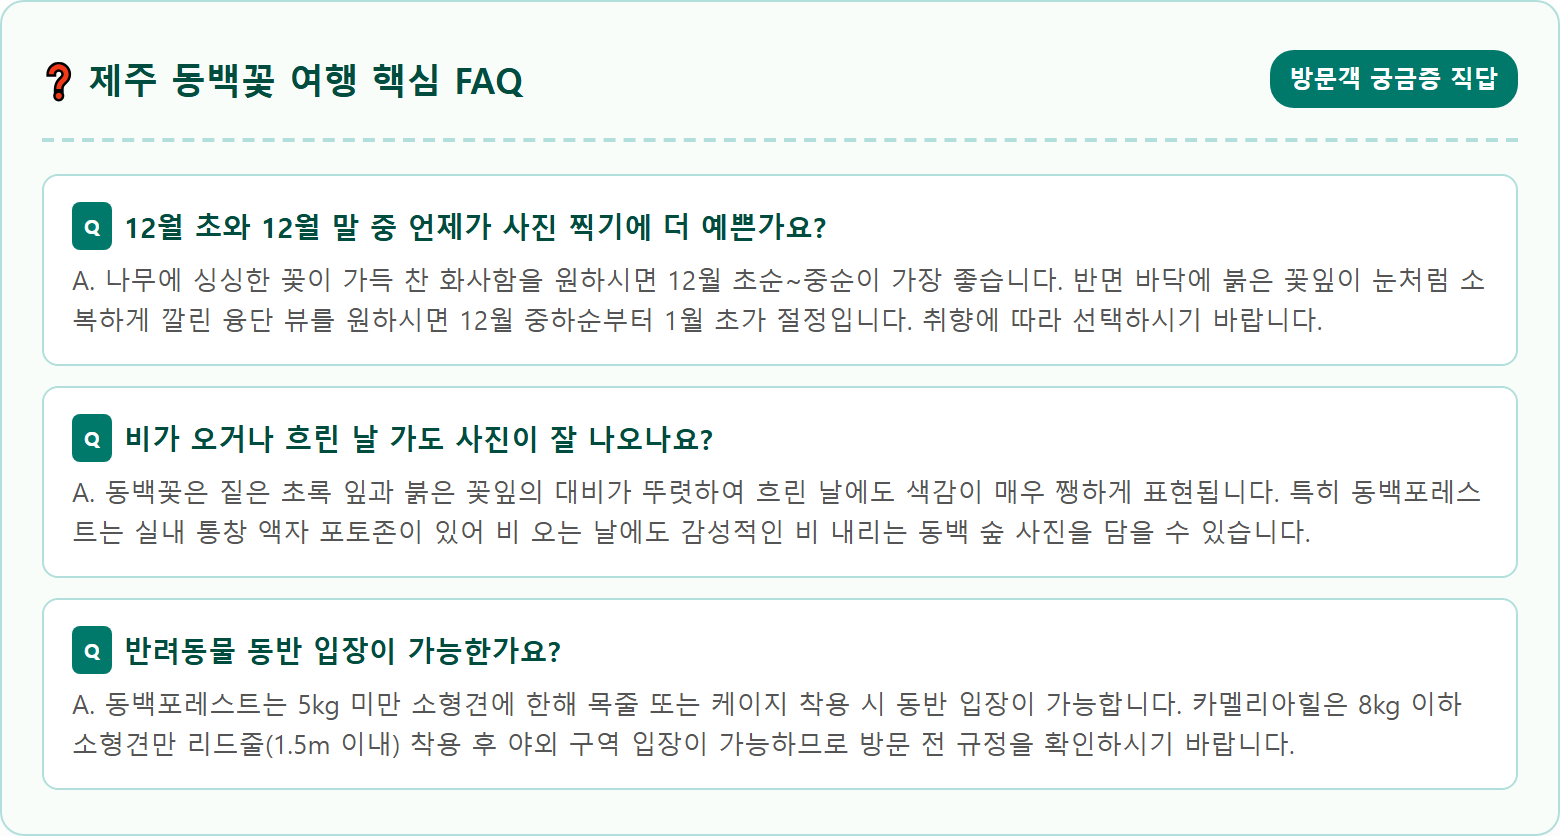 ❓ 제주 동백꽃 여행 핵심 FAQ
방문객 궁금증 직답
Q 12월 초와 12월 말 중 언제가 사진 찍기에 더 예쁜가요?
A. 나무에 싱싱한 꽃이 가득 찬 화사함을 원하시면 12월 초순~중순이 가장 좋습니다. 반면 바닥에 붉은 꽃잎이 눈처럼 소
복하게 깔린 융단 뷰를 원하시면 12월 중하순부터 1월 초가 절정입니다. 취향에 따라 선택하시기 바랍니다.
Q 비가 오거나 흐린 날 가도 사진이 잘 나오나요?
A. 동백꽃은 짙은 초록 잎과 붉은 꽃잎의 대비가 뚜렷하여 흐린 날에도 색감이 매우 쨍하게 표현됩니다. 특히 동백포레스
트는 실내 통창 액자 포토존이 있어 비 오는 날에도 감성적인 비 내리는 동백 숲 사진을 담을 수 있습니다.
Q 반려동물 동반 입장이 가능한가요?
A. 동백포레스트는 5kg 미만 소형견에 한해 목줄 또는 케이지 착용 시 동반 입장이 가능합니다. 카멜리아힐은 8kg 이하
소형견만 리드줄(1.5m 이내) 착용 후 야외 구역 입장이 가능하므로 방문 전 규정을 확인하시기 바랍니다.